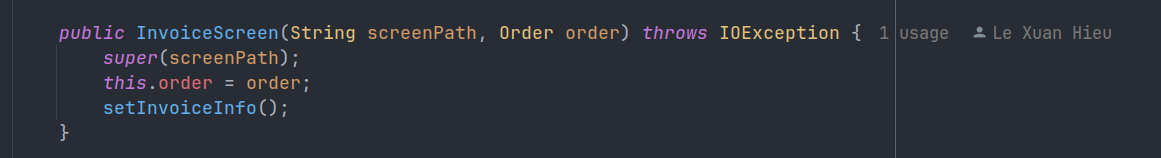 public InvoiceScreen(String screenPath, Order order) throws IOException { 1 usage Le Xuan Hieu
super(screenPath);
this.order = order;
setInvoiceInfo();
}